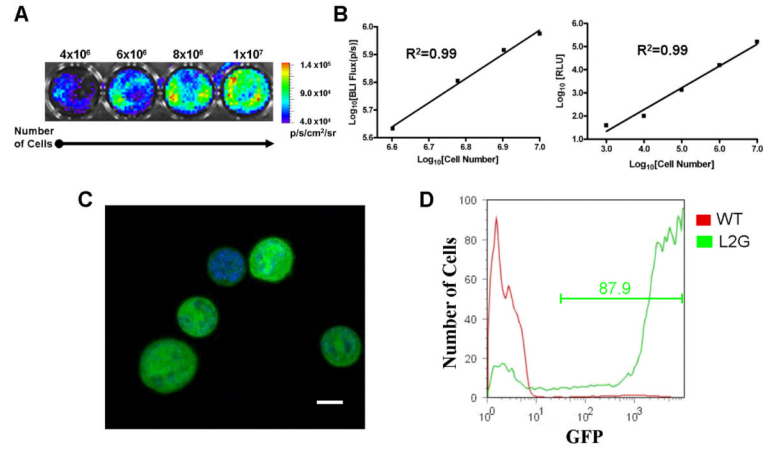 A
4x10⁶ 6x10⁶ 8x10⁶ 1x10⁷
1.4 x10⁵
9.0 x10⁴
4.0 x10⁴
p/s/cm²/sr
Number
of Cells
B
Log₁₀[BLI Flux(p/s)]
6.0
5.9
5.8
5.7
5.6
R²=0.99
6.6 6.7 6.8 6.9 7.0
Log₁₀[Cell Number]
Log₁₀ [RLU]
6.0
5.0
4.0
3.0
2.0
1.0
R²=0.99
3.0 4.0 5.0 6.0 7.0
Log₁₀[Cell Number]
C
D
Number of Cells
100
80
60
40
20
0
87.9
10⁰ 10¹ 10² 10³
GFP
WT
L2G